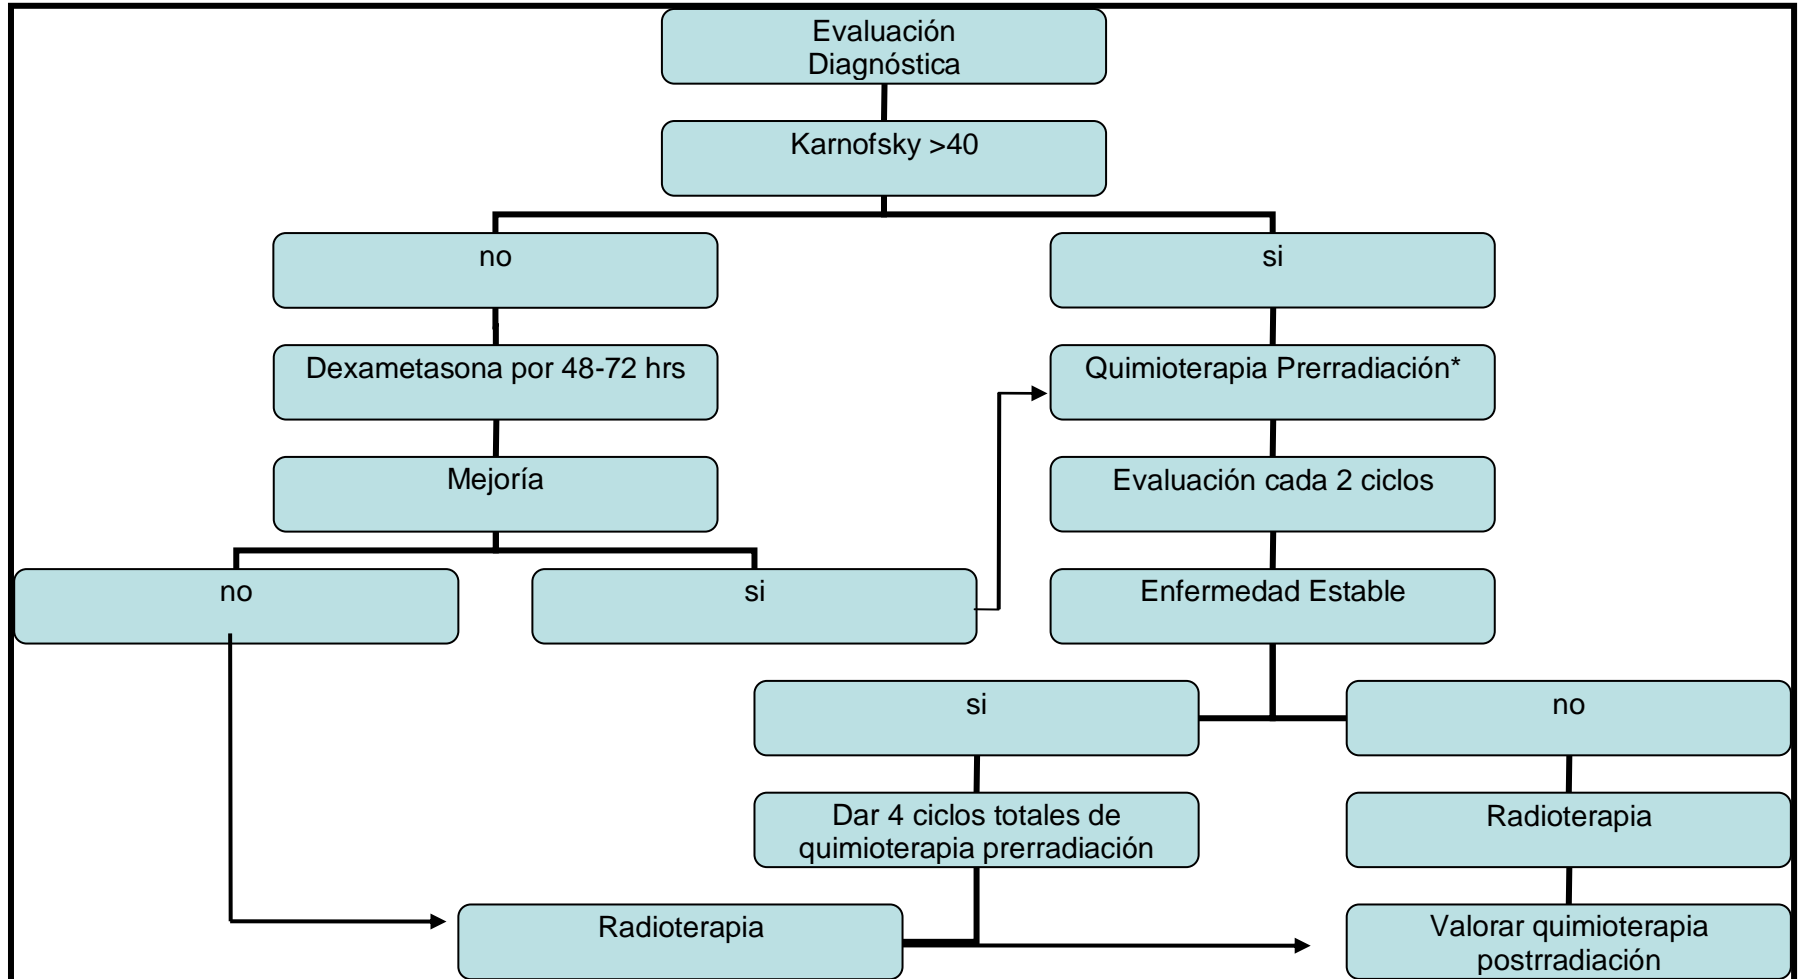 Evaluación
Diagnóstica
Karnofsky >40
no
si
Dexametasona por 48-72 hrs
Quimioterapia Prerradiación*
Mejoría
Evaluación cada 2 ciclos
no
si
Enfermedad Estable
si
no
Dar 4 ciclos totales de
quimioterapia prerradiación
Radioterapia
Radioterapia
Valorar quimioterapia
postrradiación